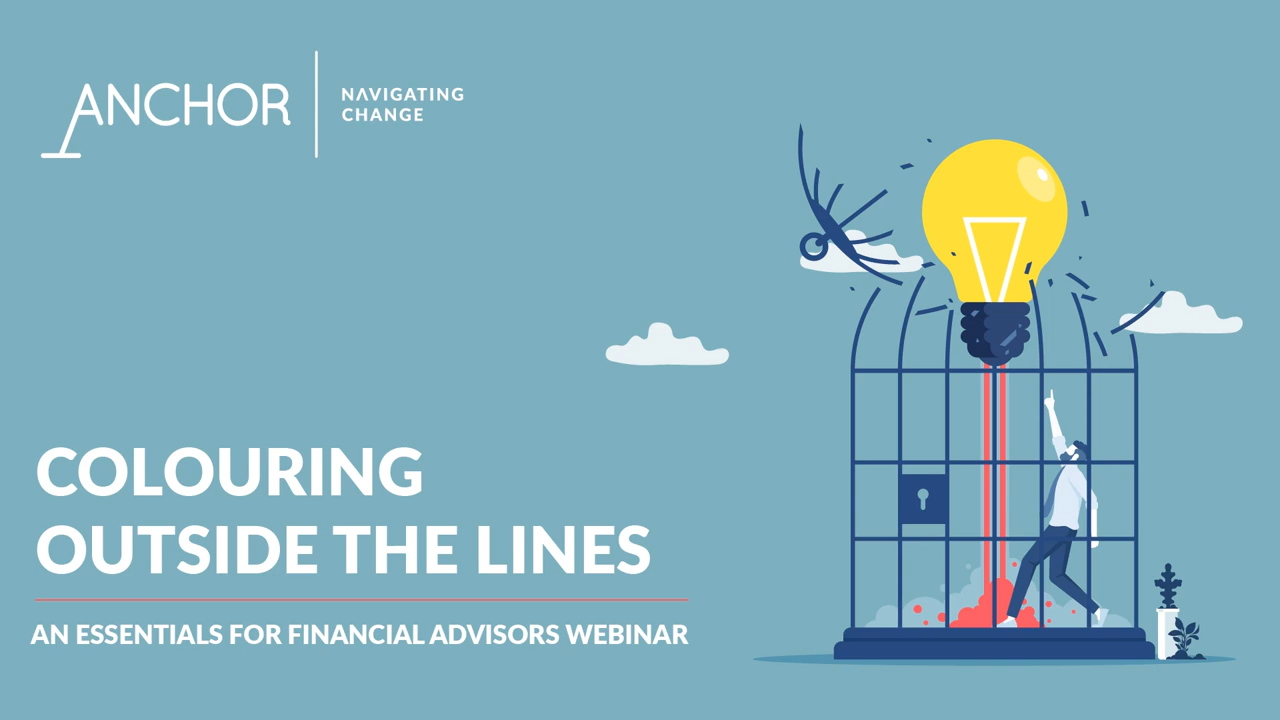 ANCHOR
NAVIGATING
CHANGE
COLOURING
OUTSIDE THE LINES
AN ESSENTIALS FOR FINANCIAL ADVISORS WEBINAR